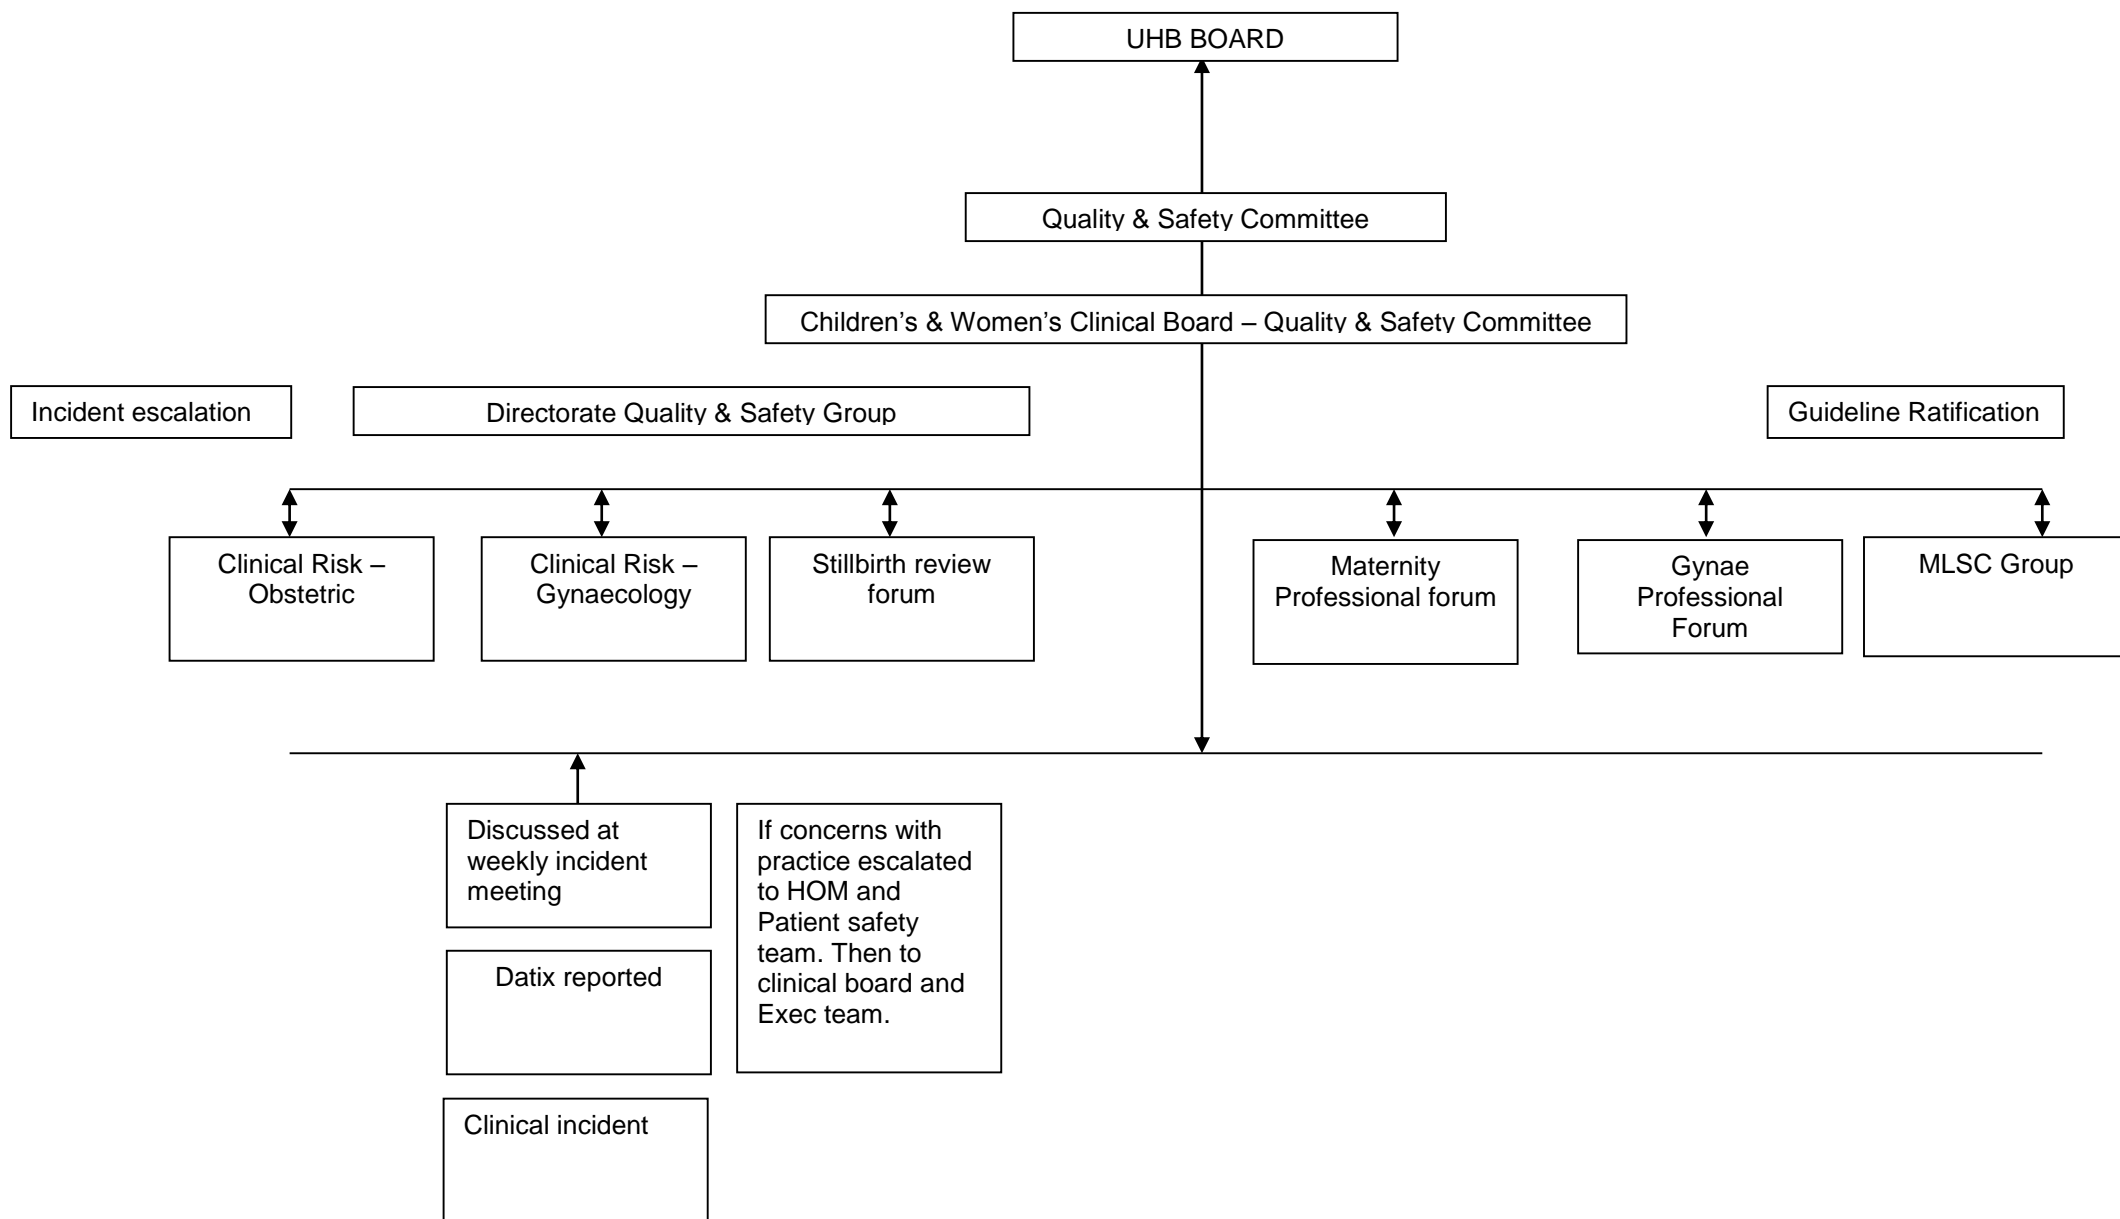 UHB BOARD
Quality & Safety Committee
Children’s & Women’s Clinical Board – Quality & Safety Committee
Incident escalation
Directorate Quality & Safety Group
Guideline Ratification
Clinical Risk –
Obstetric
Clinical Risk –
Gynaecology
Stillbirth review
forum
Maternity
Professional forum
Gynae
Professional
Forum
MLSC Group
Discussed at
weekly incident
meeting
If concerns with
practice escalated
to HOM and
Patient safety
team. Then to
clinical board and
Exec team.
Datix reported
Clinical incident